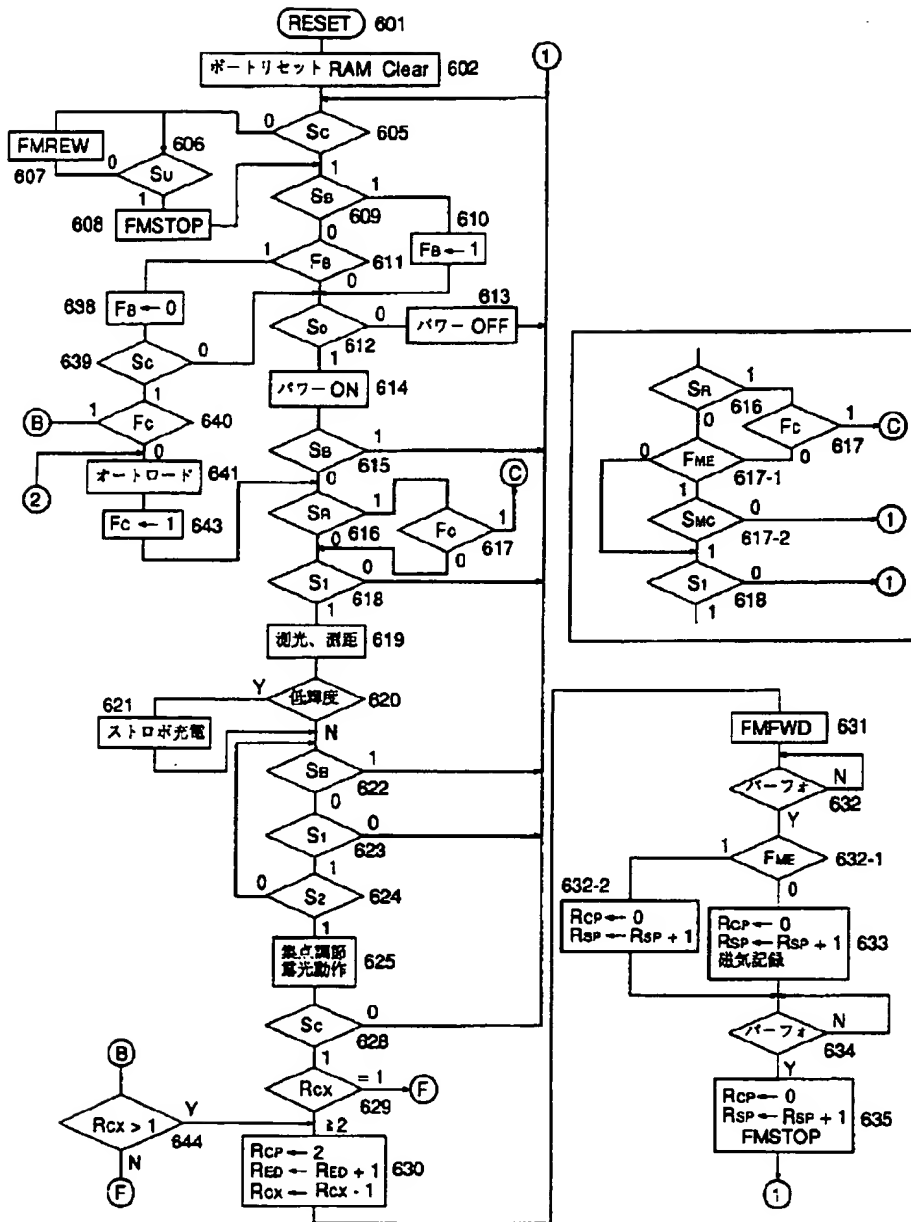 RESET 601
ポートリセット RAM Clear 602
1
Sc 605
0
1
606
FMREW
607
SU
0
1
608
FMSTOP
SB 609
1
0
610
FB ← 1
FB 611
1
0
638
FB ← 0
S0 612
0
1
613
パワー OFF
639
Sc
0
1
パワー ON 614
B
1
Fc 640
0
2
オートロード 641
Fc ← 1 643
SB 615
1
0
SR 616
1
0
Fc 617
1
0
C
S1 618
0
1
測光、測距 619
低輝度 620
Y
N
621
ストロボ充電
SB 622
1
0
S1 623
0
1
S2 624
0
1
焦点調節
露光動作
625
Sc 628
0
1
RCX 629
= 1
F
≧2
B
RCX > 1 644
Y
N
F
RCP ← 2
RED ← RED + 1
RCX ← RCX - 1
630
SR 616
1
0
Fc 617
1
0
C
FME 617-1
0
1
SMC 617-2
0
1
1
S1 618
0
1
1
FMFWD 631
パーフォ 632
N
Y
FME 632-1
1
0
632-2
RCP ← 0
RSP ← RSP + 1
RCP ← 0
RSP ← RSP + 1
磁気記録
633
パーフォ 634
N
Y
RCP ← 0
RSP ← RSP + 1
FMSTOP
635
1